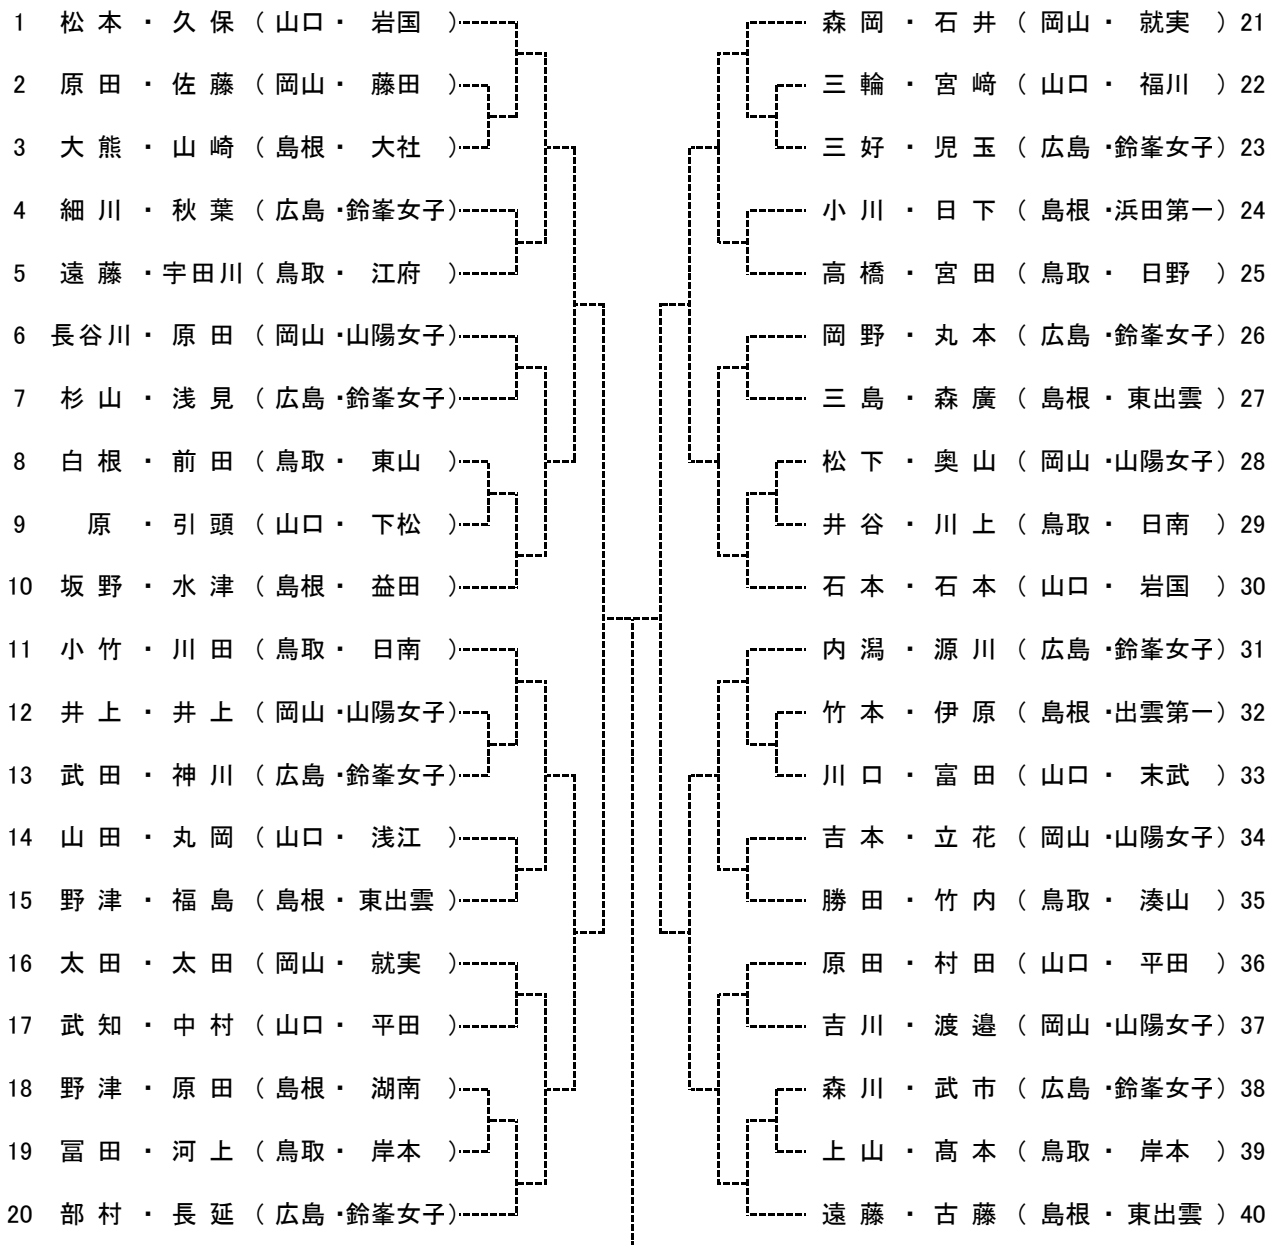 1 松本・久保（山口・岩国）
2 原田・佐藤（岡山・藤田）
3 大熊・山崎（島根・大社）
4 細川・秋葉（広島・鈴峯女子）
5 遠藤・宇田川（鳥取・江府）
6 長谷川・原田（岡山・山陽女子）
7 杉山・浅見（広島・鈴峯女子）
8 白根・前田（鳥取・東山）
9 原・引頭（山口・下松）
10 坂野・水津（島根・益田）
11 小竹・川田（鳥取・日南）
12 井上・井上（岡山・山陽女子）
13 武田・神川（広島・鈴峯女子）
14 山田・丸岡（山口・浅江）
15 野津・福島（島根・東出雲）
16 太田・太田（岡山・就実）
17 武知・中村（山口・平田）
18 野津・原田（島根・湖南）
19 冨田・河上（鳥取・岸本）
20 部村・長延（広島・鈴峯女子）
森岡・石井（岡山・就実）21
三輪・宮﨑（山口・福川）22
三好・児玉（広島・鈴峯女子）23
小川・日下（島根・浜田第一）24
高橋・宮田（鳥取・日野）25
岡野・丸本（広島・鈴峯女子）26
三島・森廣（島根・東出雲）27
松下・奥山（岡山・山陽女子）28
井谷・川上（鳥取・日南）29
石本・石本（山口・岩国）30
内潟・源川（広島・鈴峯女子）31
竹本・伊原（島根・出雲第一）32
川口・富田（山口・末武）33
吉本・立花（岡山・山陽女子）34
勝田・竹内（鳥取・湊山）35
原田・村田（山口・平田）36
吉川・渡邉（岡山・山陽女子）37
森川・武市（広島・鈴峯女子）38
上山・髙本（鳥取・岸本）39
遠藤・古藤（島根・東出雲）40